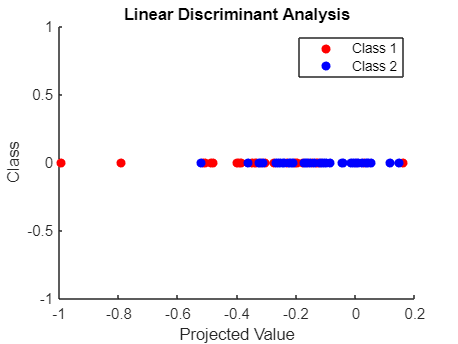 Linear Discriminant Analysis
Class 1
Class 2
1
0.5
0
-0.5
-1
Class
-1
-0.8
-0.6
-0.4
-0.2
0
0.2
Projected Value